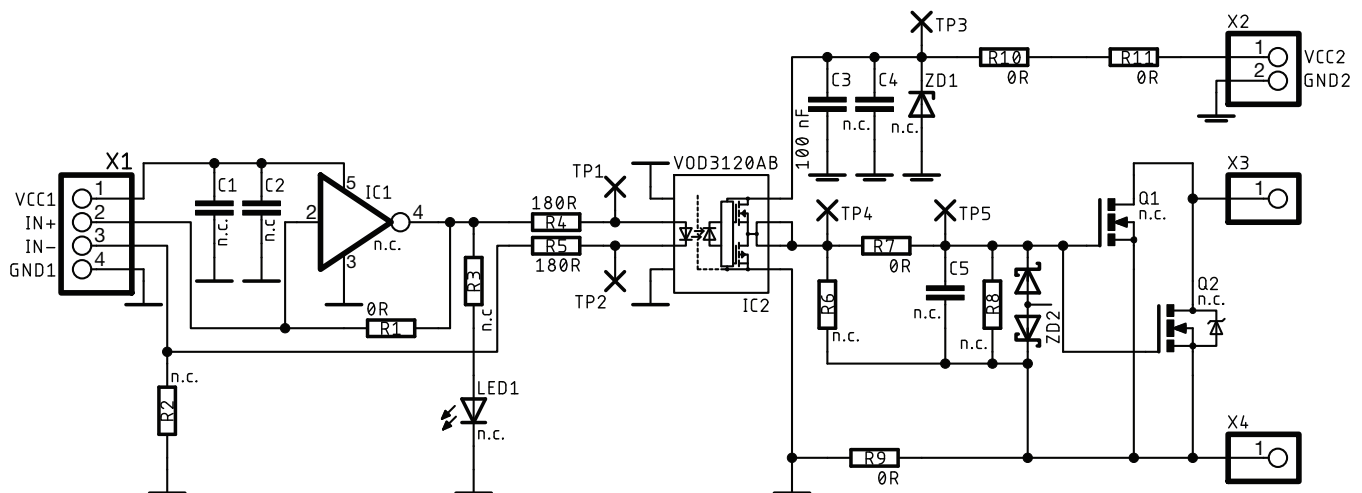 X1
VCC1
1
IN+
2
IN-
3
GND1
4
C1
n.c.
C2
n.c
2
5
IC1
4
n.c.
3
0R
R1
n.c.
R2
R3
n.c
LED1
n.c.
180R
R4
R5
180R
TP1
TP2
VOD3120AB
IC2
100 nF
C3
C4
n.c.
ZD1
n.c.
TP3
R10
0R
R11
0R
X2
1
VCC2
2
GND2
TP4
R7
0R
TP5
C5
n.c.
R6
n.c.
R8
n.c.
ZD2
Q1
n.c.
Q2
n.c.
X3
1
R9
0R
X4
1